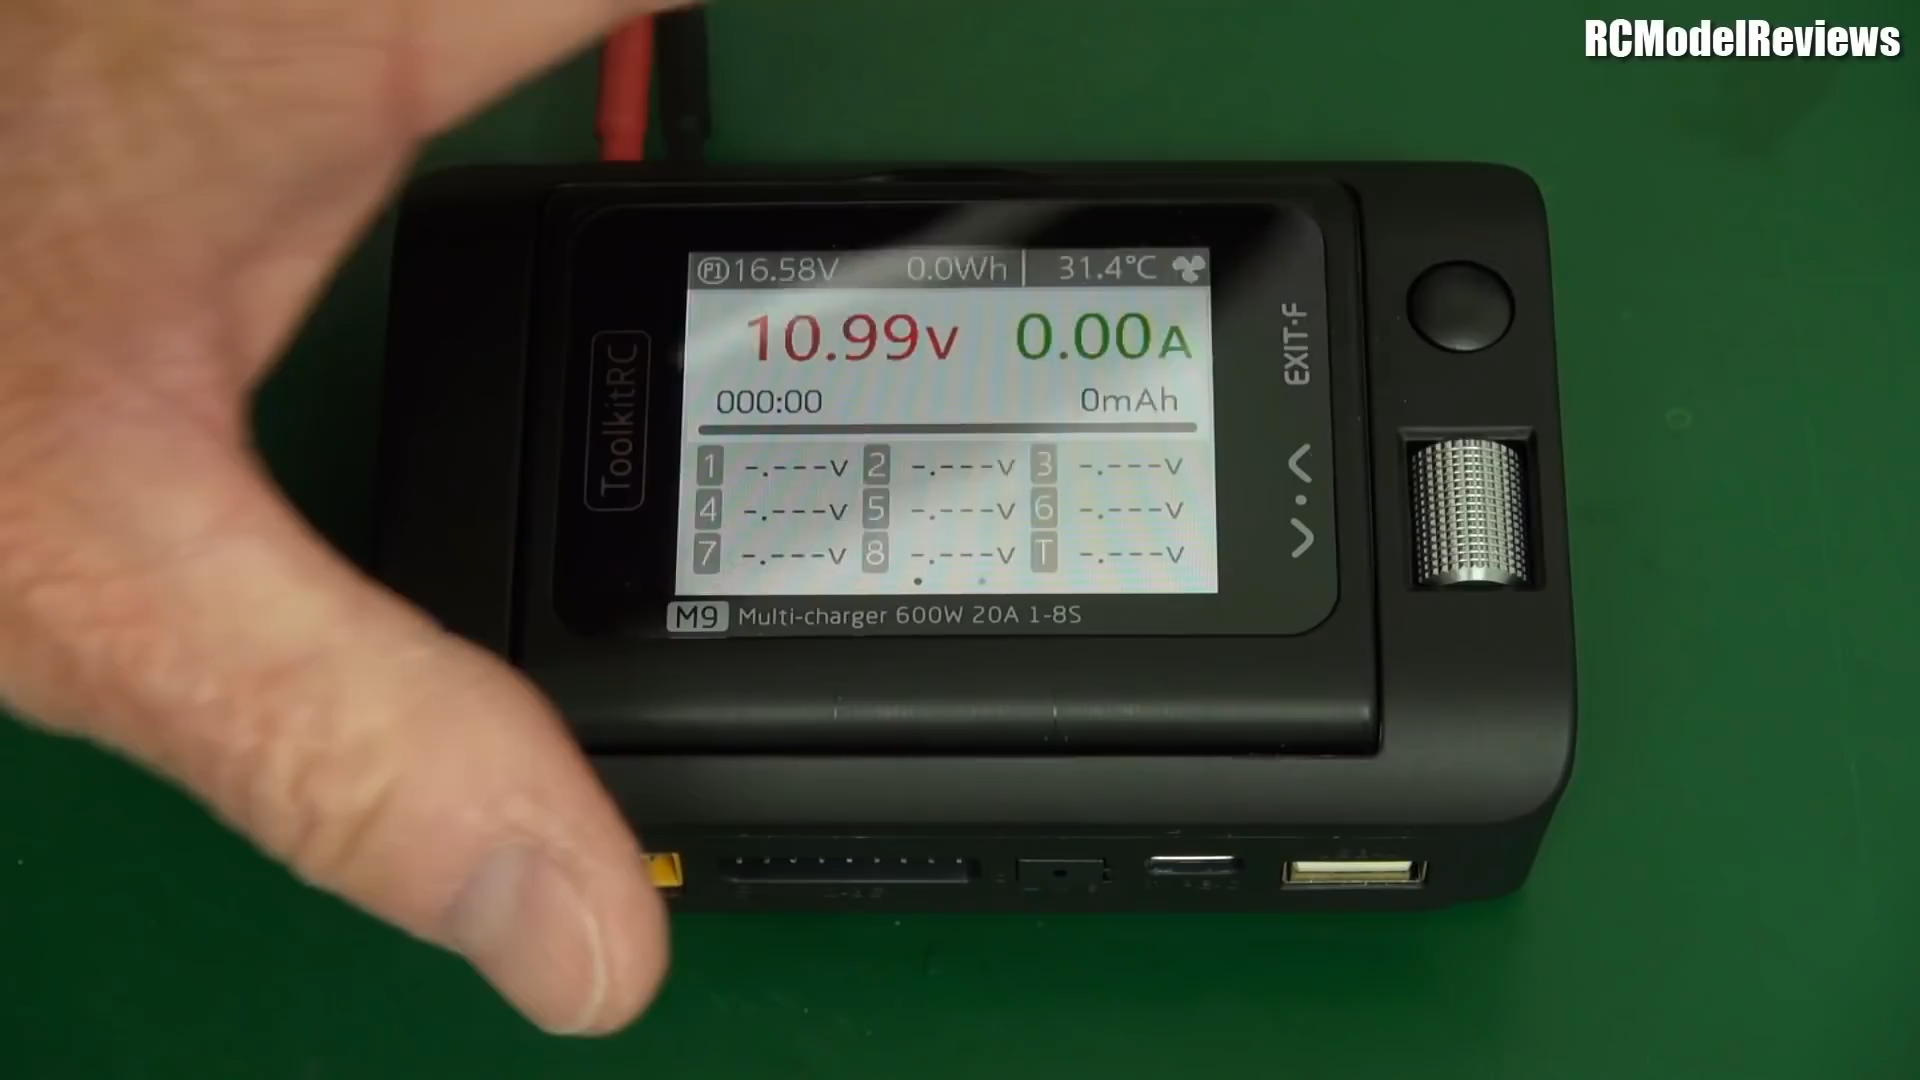 RCModelReviews
P1 16.58V 0.0Wh 31.4°C
10.99V 0.00A
000:00 0mAh
1 -.---V 2 -.---V 3 -.---V
4 -.---V 5 -.---V 6 -.---V
7 -.---V 8 -.---V T -.---V
M9 Multi-charger 600W 20A 1-8S
ToolkitRC
EXIT·F